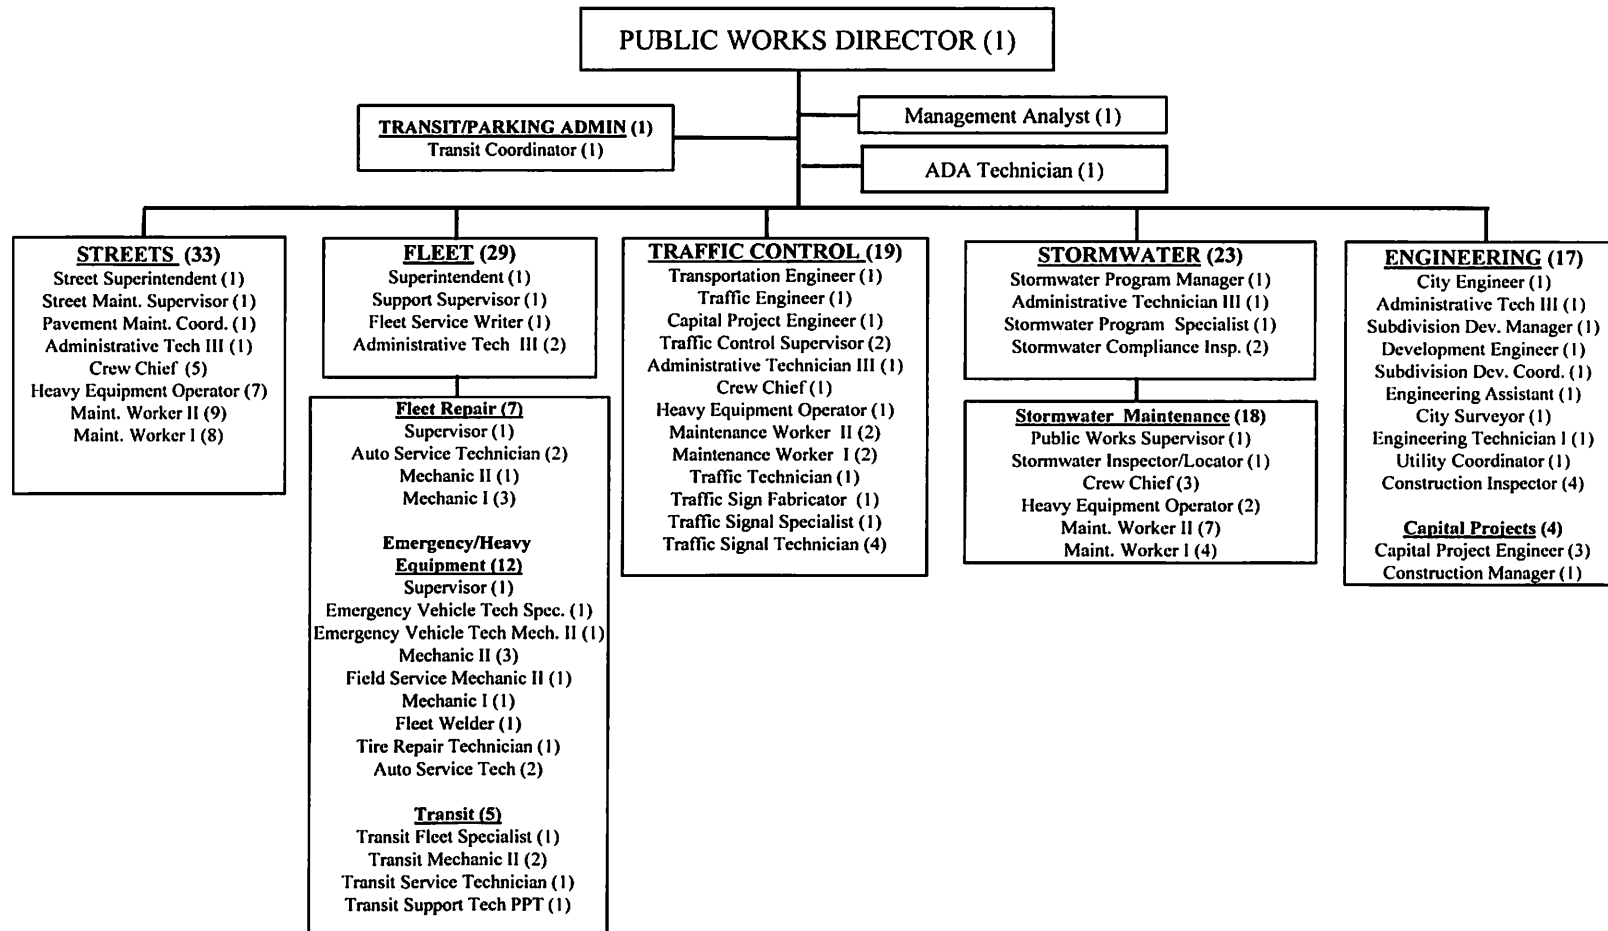 PUBLIC WORKS DIRECTOR (1)
TRANSIT/PARKING ADMIN (1)
Transit Coordinator (1)
Management Analyst (1)
ADA Technician (1)
STREETS (33)
Street Superintendent (1)
Street Maint. Supervisor (1)
Pavement Maint. Coord. (1)
Administrative Tech III (1)
Crew Chief (5)
Heavy Equipment Operator (7)
Maint. Worker II (9)
Maint. Worker I (8)
FLEET (29)
Superintendent (1)
Support Supervisor (1)
Fleet Service Writer (1)
Administrative Tech III (2)
Fleet Repair (7)
Supervisor (1)
Auto Service Technician (2)
Mechanic II (1)
Mechanic I (3)
Emergency/Heavy
Equipment (12)
Supervisor (1)
Emergency Vehicle Tech Spec. (1)
Emergency Vehicle Tech Mech. II (1)
Mechanic II (3)
Field Service Mechanic II (1)
Mechanic I (1)
Fleet Welder (1)
Tire Repair Technician (1)
Auto Service Tech (2)
Transit (5)
Transit Fleet Specialist (1)
Transit Mechanic II (2)
Transit Service Technician (1)
Transit Support Tech PPT (1)
TRAFFIC CONTROL (19)
Transportation Engineer (1)
Traffic Engineer (1)
Capital Project Engineer (1)
Traffic Control Supervisor (2)
Administrative Technician III (1)
Crew Chief (1)
Heavy Equipment Operator (1)
Maintenance Worker II (2)
Maintenance Worker I (2)
Traffic Technician (1)
Traffic Sign Fabricator (1)
Traffic Signal Specialist (1)
Traffic Signal Technician (4)
STORMWATER (23)
Stormwater Program Manager (1)
Administrative Technician III (1)
Stormwater Program Specialist (1)
Stormwater Compliance Insp. (2)
Stormwater Maintenance (18)
Public Works Supervisor (1)
Stormwater Inspector/Locator (1)
Crew Chief (3)
Heavy Equipment Operator (2)
Maint. Worker II (7)
Maint. Worker I (4)
ENGINEERING (17)
City Engineer (1)
Administrative Tech III (1)
Subdivision Dev. Manager (1)
Development Engineer (1)
Subdivision Dev. Coord. (1)
Engineering Assistant (1)
City Surveyor (1)
Engineering Technician I (1)
Utility Coordinator (1)
Construction Inspector (4)
Capital Projects (4)
Capital Project Engineer (3)
Construction Manager (1)